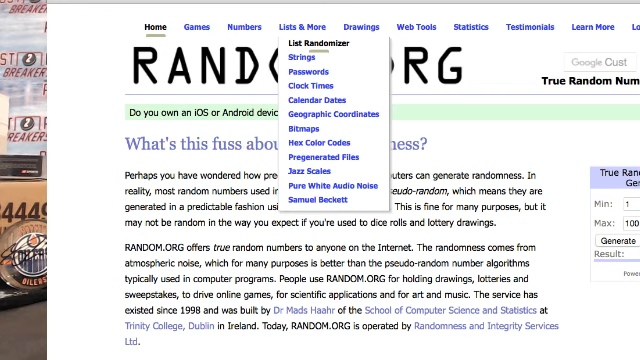 Home Games Numbers Lists & More Drawings Web Tools Statistics Testimonials Learn More
List Randomizer
Strings
Passwords
Clock Times
Calendar Dates
Geographic Coordinates
Bitmaps
Hex Color Codes
Pregenerated Files
Jazz Scales
Pure White Audio Noise
Samuel Beckett
RAND ORG
Google Cust
True Random Num
Do you own an iOS or Android devic
What's this fuss abou ness?
Perhaps you have wondered how pre uters can generate randomness. In
reality, most random numbers used in eudo-random, which means they are
generated in a predictable fashion usi This is fine for many purposes, but it
may not be random in the way you expect if you're used to dice rolls and lottery drawings.
RANDOM.ORG offers true random numbers to anyone on the Internet. The randomness comes from
atmospheric noise, which for many purposes is better than the pseudo-random number algorithms
typically used in computer programs. People use RANDOM.ORG for holding drawings, lotteries and
sweepstakes, to drive online games, for scientific applications and for art and music. The service has
existed since 1998 and was built by Dr Mads Haahr of the School of Computer Science and Statistics at
Trinity College, Dublin in Ireland. Today, RANDOM.ORG is operated by Randomness and Integrity Services
Ltd.
True Ran
Ger
Min: 1
Max: 100
Generate
Result:
Powe
BREAKER
BREAKERS
OILERS